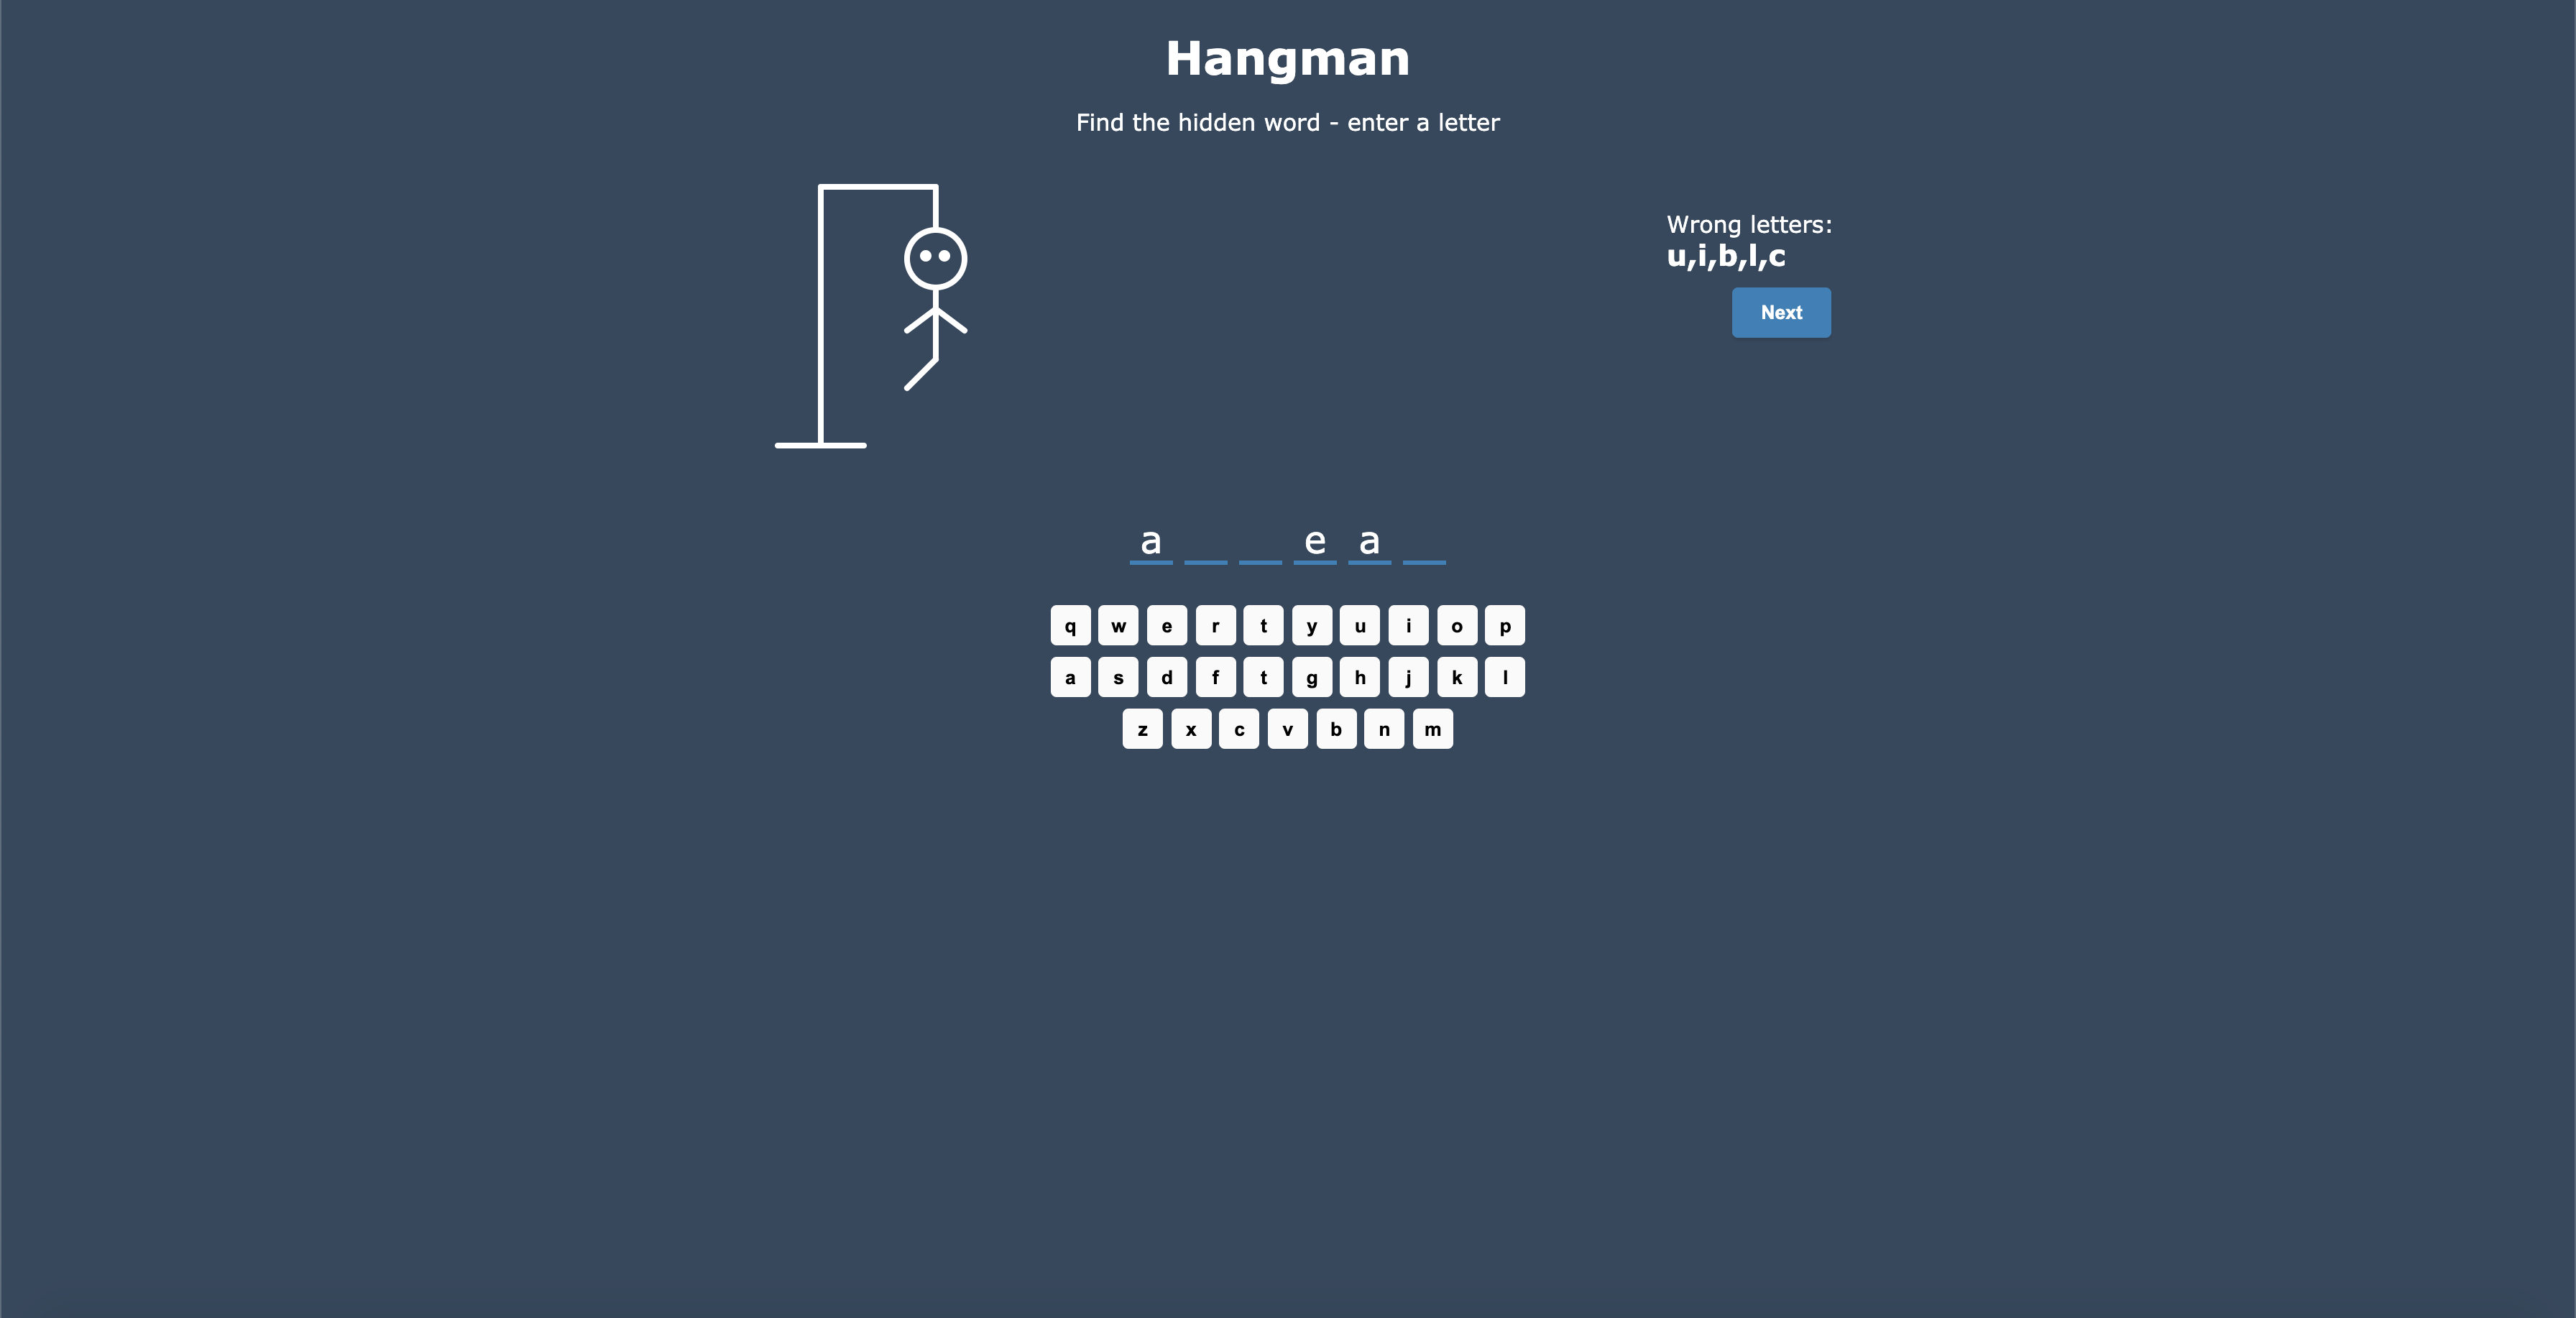 Hangman
Find the hidden word - enter a letter
Wrong letters:
u,i,b,l,c
Next
a e a
q w e r t y u i o p
a s d f t g h j k l
z x c v b n m